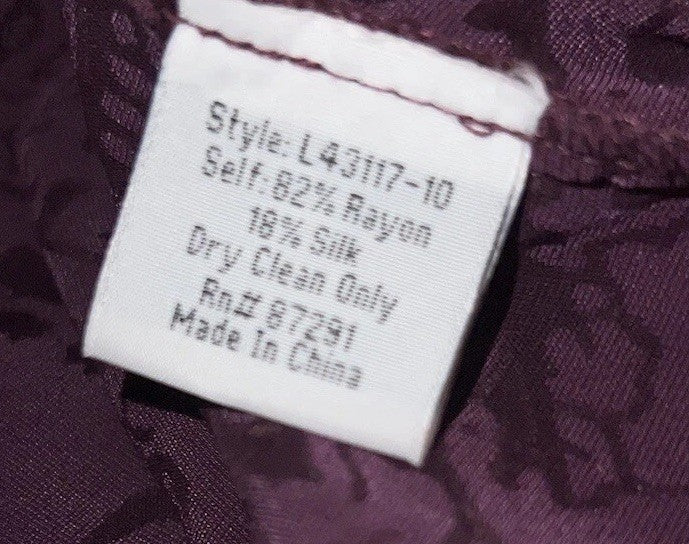 Style: L43117-10
Self: 82% Rayon
18% Silk
Dry Clean Only
Rn# 87291
Made In China